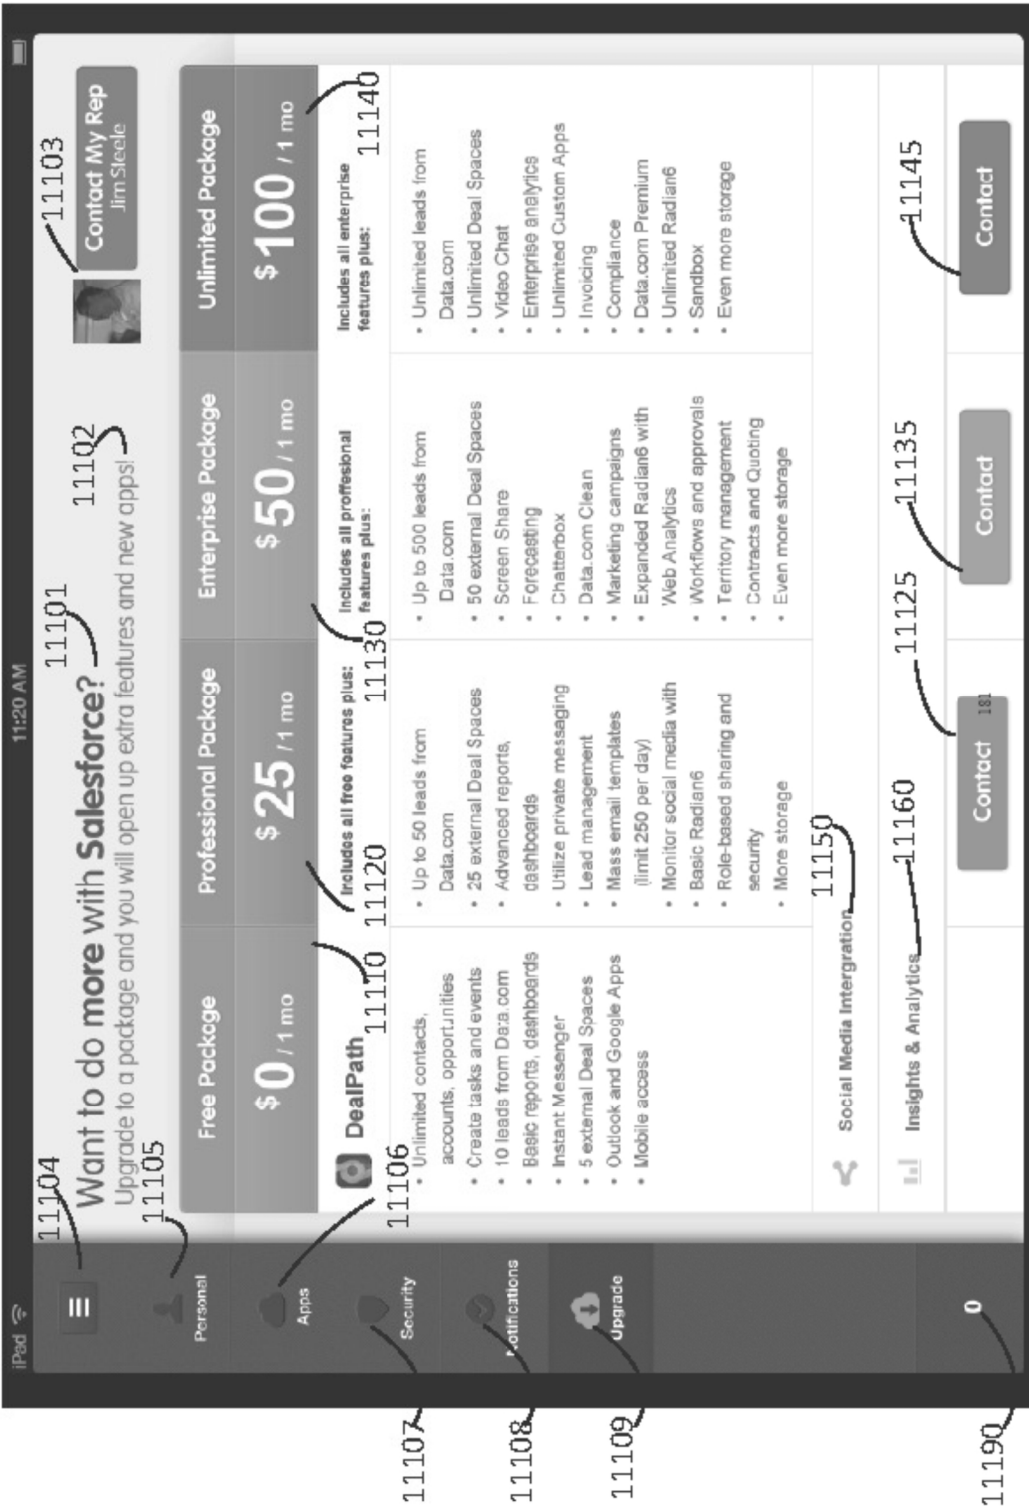 iPad
11:20 AM
11104
11101
11102
11103
Want to do more with Salesforce?
Upgrade to a package and you will open up extra features and new apps!
Contact My Rep
Jim Steele
11105
Personal
11106
Apps
11107
Security
11108
Notifications
11109
Upgrade
11190
0
Free Package
$0/1 mo
11110
DealPath
• Unlimited contacts,
accounts, opportunities
• Create tasks and events
• 10 leads from Data.com
• Basic reports, dashboards
• Instant Messenger
• 5 external Deal Spaces
• Outlook and Google Apps
• Mobile access
Professional Package
$25/1 mo
11120
Includes all free features plus:
• Up to 50 leads from
Data.com
• 25 external Deal Spaces
• Advanced reports,
dashboards
• Utilize private messaging
• Lead management
• Mass email templates
(limit 250 per day)
• Monitor social media with
• Basic Radian6
• Role-based sharing and
security
• More storage
Enterprise Package
$50/1 mo
11130
Includes all proffesional
features plus:
• Up to 500 leads from
Data.com
• 50 external Deal Spaces
• Screen Share
• Forecasting
• Chatterbox
• Data.com Clean
• Marketing campaigns
• Expanded Radian6 with
Web Analytics
• Workflows and approvals
• Territory management
• Contracts and Quoting
• Even more storage
Unlimited Package
$100/1 mo
11140
Includes all enterprise
features plus:
• Unlimited leads from
Data.com
• Unlimited Deal Spaces
• Video Chat
• Enterprise analytics
• Unlimited Custom Apps
• Invoicing
• Compliance
• Data.com Premium
• Unlimited Radian6
• Sandbox
• Even more storage
Social Media Intergration
11150
Insights & Analytics
11160
11125
11135
11145
Contact
181
Contact
Contact